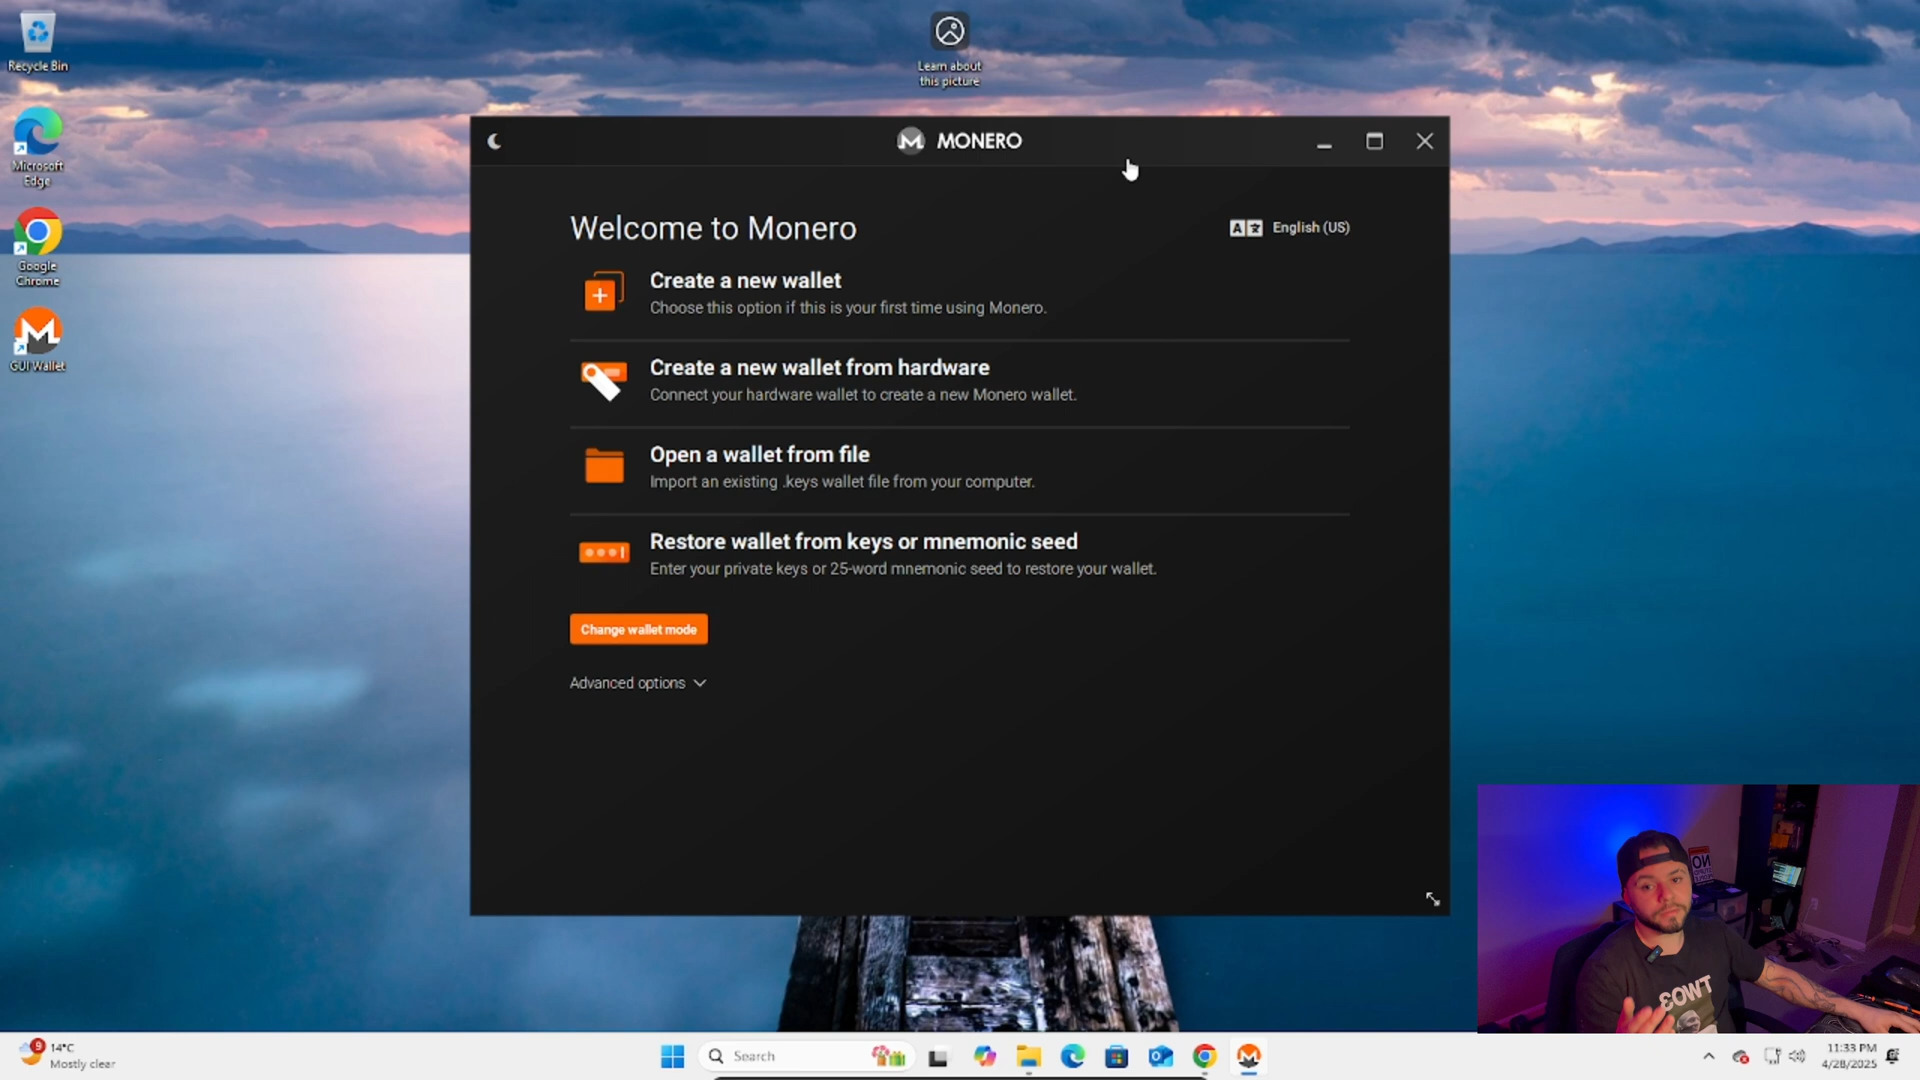 Recycle Bin
Learn about
this picture
Microsoft
Edge
Google
Chrome
GUI Wallet
MONERO
Welcome to Monero
English (US)
Create a new wallet
Choose this option if this is your first time using Monero.
Create a new wallet from hardware
Connect your hardware wallet to create a new Monero wallet.
Open a wallet from file
Import an existing .keys wallet file from your computer.
Restore wallet from keys or mnemonic seed
Enter your private keys or 25-word mnemonic seed to restore your wallet.
Change wallet mode
Advanced options
9
14°C
Mostly clear
Search
11:33 PM
4/28/2025